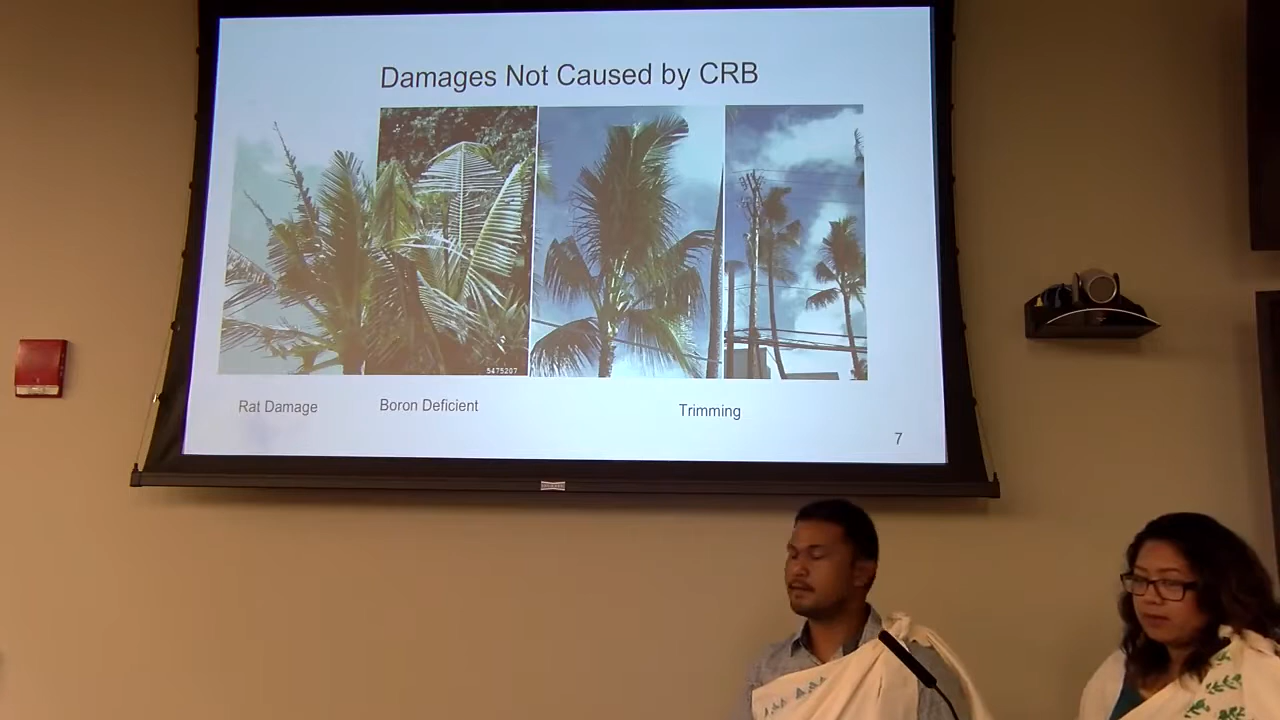 Damages Not Caused by CRB
5475207
Rat Damage
Boron Deficient
Trimming
7